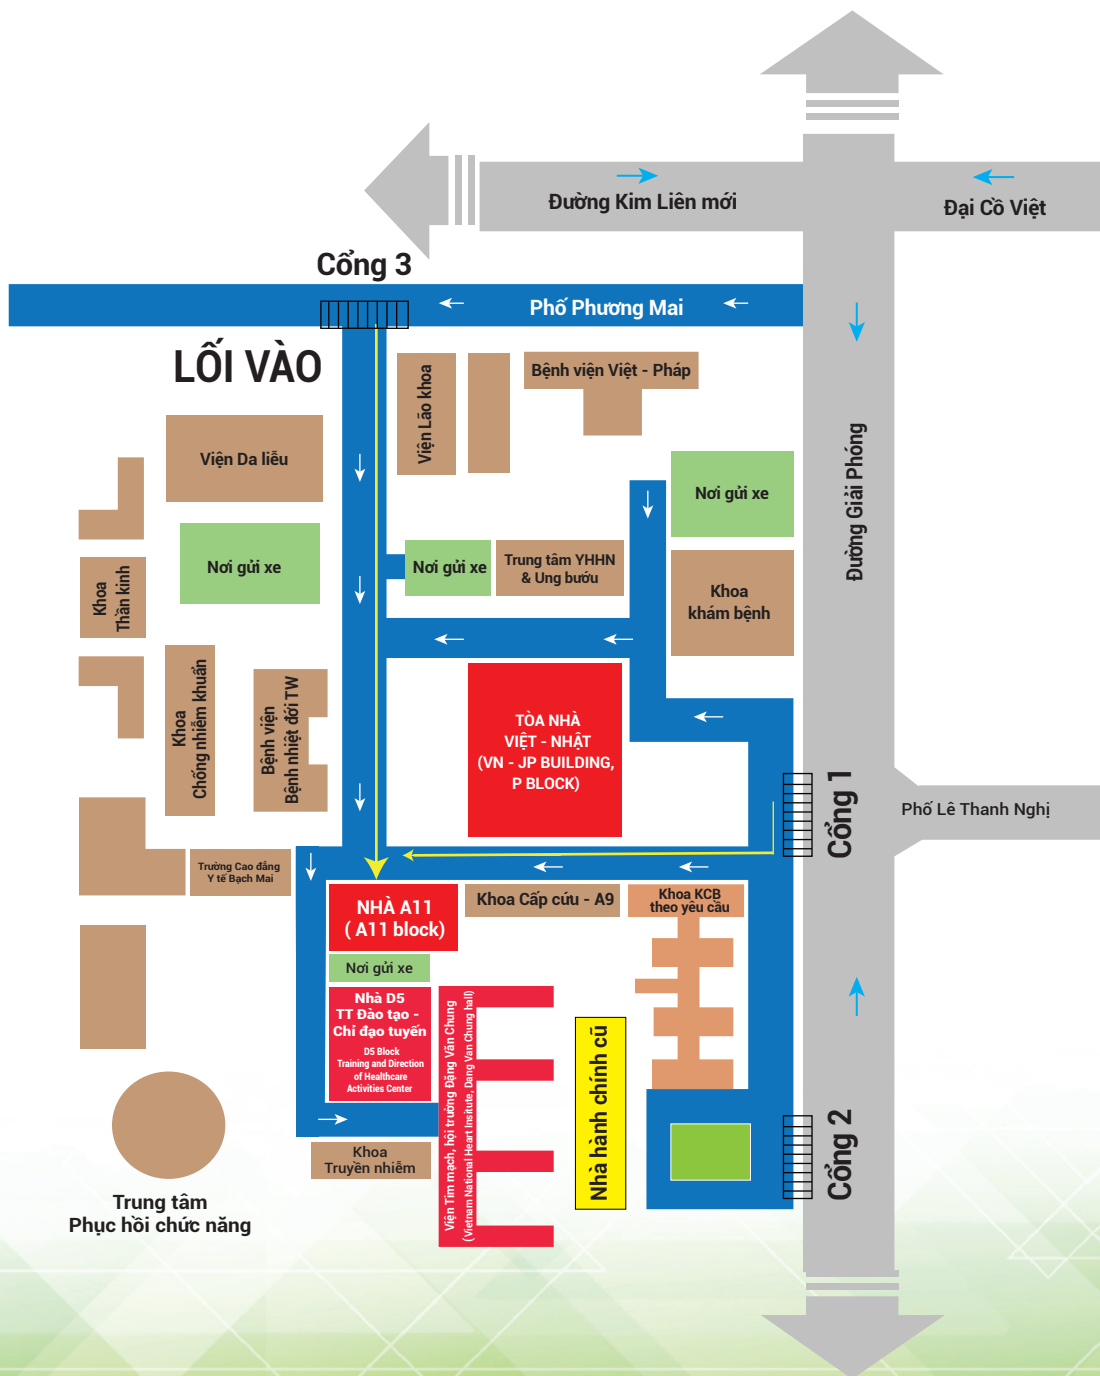 Đường Kim Liên mới
Đại Cồ Việt
Cổng 3
Phố Phương Mai
LỐI VÀO
Viện Lão khoa
Bệnh viện Việt - Pháp
Viện Da liễu
Nơi gửi xe
Đường Giải Phóng
Nơi gửi xe
Nơi gửi xe
Trung tâm YHHN
& Ung bướu
Khoa
Thần kinh
Khoa
khám bệnh
Khoa
Chống nhiễm khuẩn
Bệnh viện
Bệnh nhiệt đới TW
TÒA NHÀ
VIỆT - NHẬT
(VN - JP BUILDING,
P BLOCK)
Cổng 1
Phố Lê Thanh Nghị
Trường Cao đẳng
Y tế Bạch Mai
NHÀ A11
( A11 block)
Khoa Cấp cứu - A9
Khoa KCB
theo yêu cầu
Nơi gửi xe
Nhà D5
TT Đào tạo -
Chỉ đạo tuyến
D5 Block
Training and Direction
of Healthcare
Activities Center
Viện Tim mạch, hội trường Đặng Văn Chung
(Vietnam National Heart Insitute, Dang Van Chung hall)
Nhà hành chính cũ
Cổng 2
Khoa
Truyền nhiễm
Trung tâm
Phục hồi chức năng